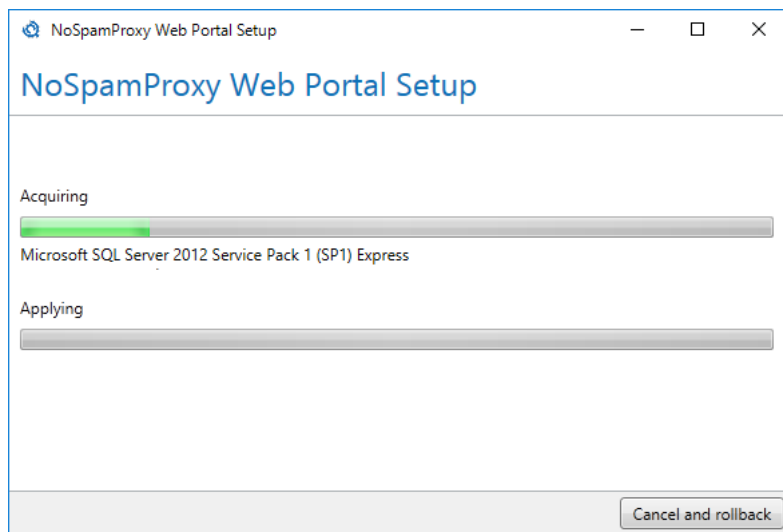 NoSpamProxy Web Portal Setup
NoSpamProxy Web Portal Setup
Acquiring
Microsoft SQL Server 2012 Service Pack 1 (SP1) Express
Applying
Cancel and rollback